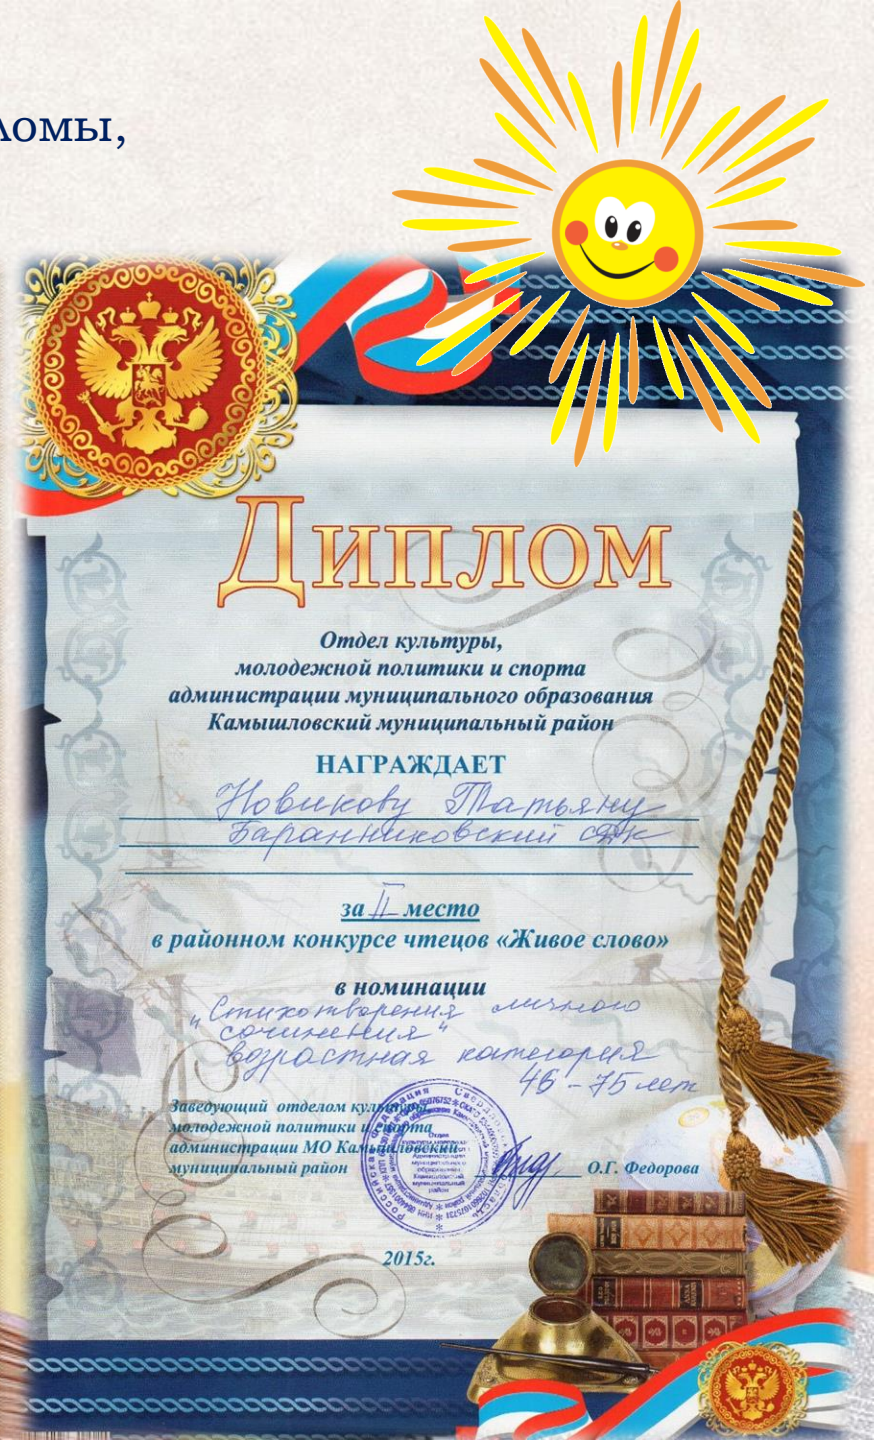 ломы,
Диплом
Отдел культуры,
молодежной политики и спорта
администрации муниципального образования
Камышловский муниципальный район
НАГРАЖДАЕТ
Новикову Татьяну
Баранниковский СДК
за II место
в районном конкурсе чтецов «Живое слово»
в номинации
"Стихотворения личного
сочинения"
возрастная категория
46 - 75 лет
Заведующий отделом культуры,
молодежной политики и спорта
администрации МО Камышловский
муниципальный район
О.Г. Федорова
2015г.